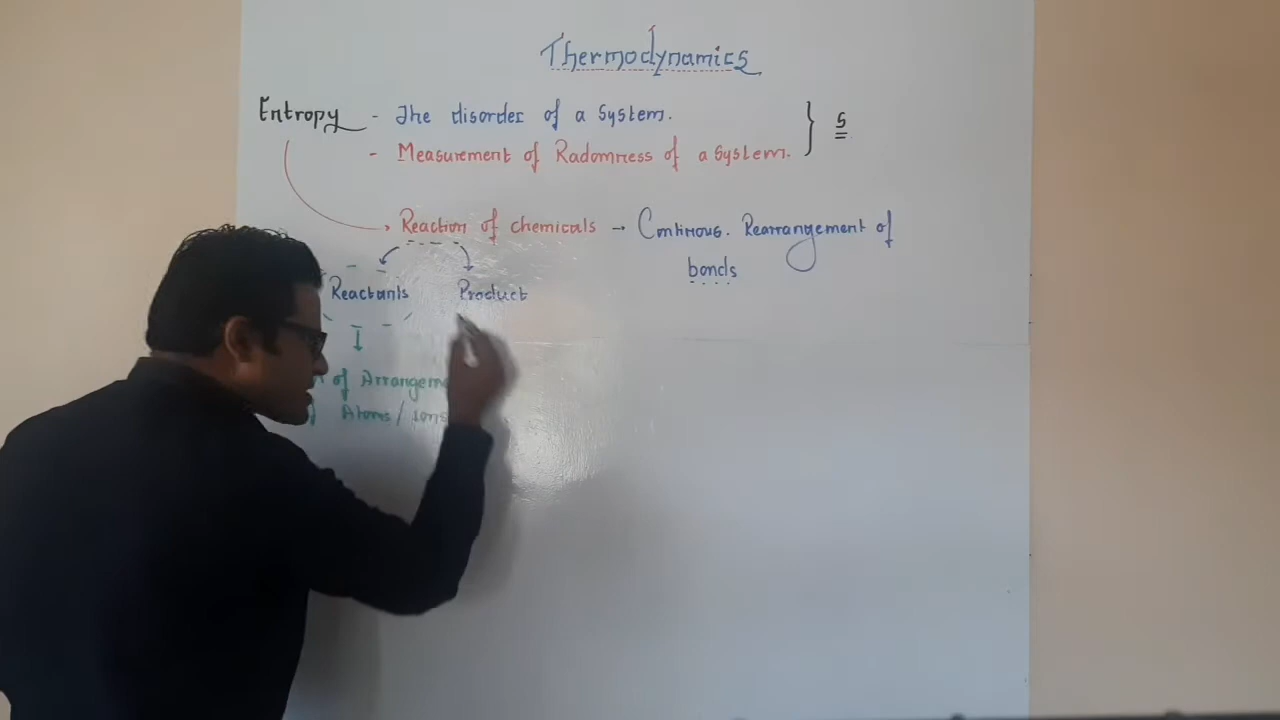 Thermodynamics
Entropy - The disorder of a System.
- Measurement of Radomness of a System. } S
Reaction of chemicals → Continous. Rearrangement of
bonds
Reactants Product
of Arrangeme
Atoms/ ions